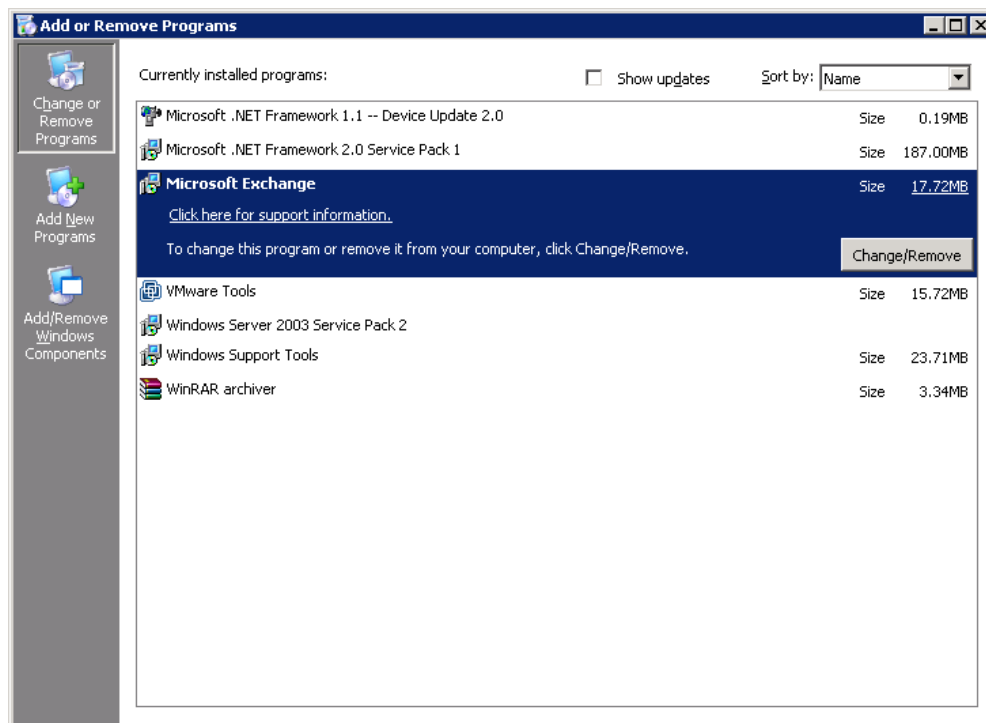 Add or Remove Programs
Change or
Remove
Programs
Add New
Programs
Add/Remove
Windows
Components
Currently installed programs:
Show updates
Sort by: Name
Microsoft .NET Framework 1.1 -- Device Update 2.0 Size 0.19MB
Microsoft .NET Framework 2.0 Service Pack 1 Size 187.00MB
Microsoft Exchange Size 17.72MB
Click here for support information.
To change this program or remove it from your computer, click Change/Remove.
Change/Remove
VMware Tools Size 15.72MB
Windows Server 2003 Service Pack 2
Windows Support Tools Size 23.71MB
WinRAR archiver Size 3.34MB